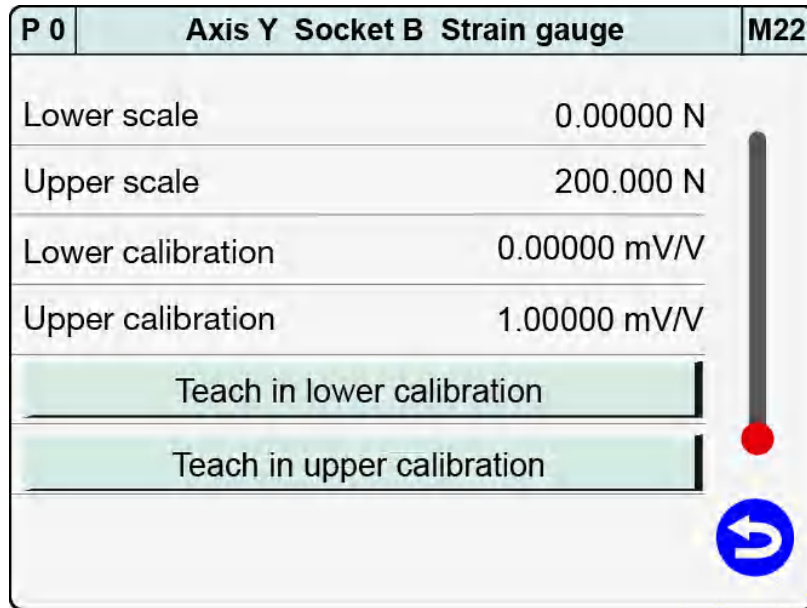 P 0 Axis Y Socket B Strain gauge M22
Lower scale 0.00000 N
Upper scale 200.000 N
Lower calibration 0.00000 mV/V
Upper calibration 1.00000 mV/V
Teach in lower calibration
Teach in upper calibration